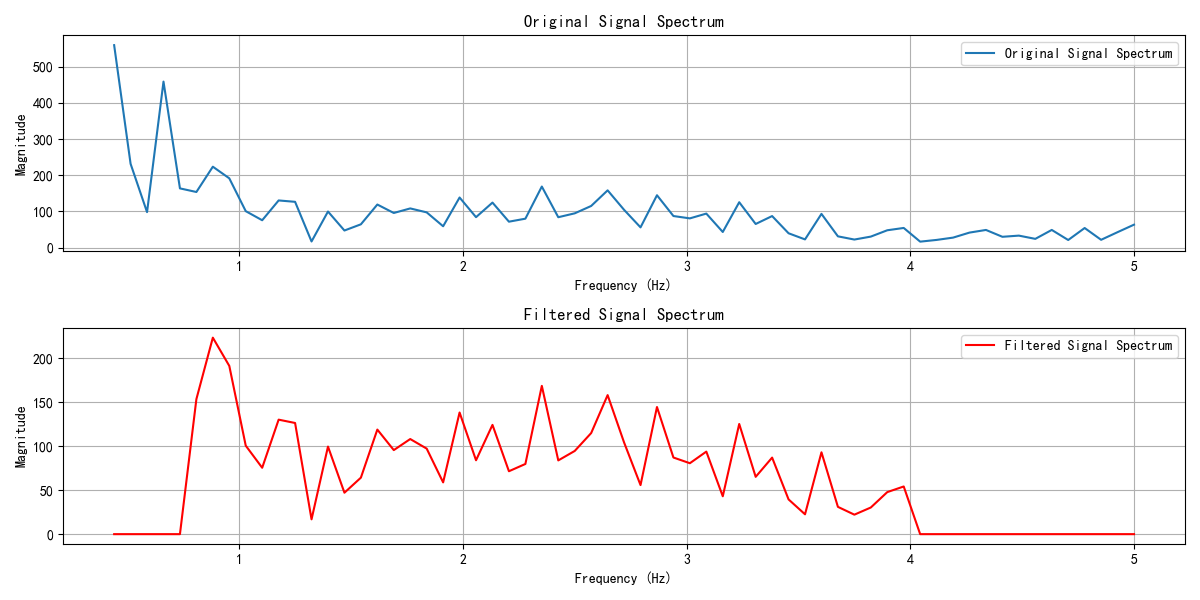 Original Signal Spectrum
Original Signal Spectrum
Magnitude
500
400
300
200
100
0
1 2 3 4 5
Frequency (Hz)
Filtered Signal Spectrum
Filtered Signal Spectrum
Magnitude
200
150
100
50
0
1 2 3 4 5
Frequency (Hz)